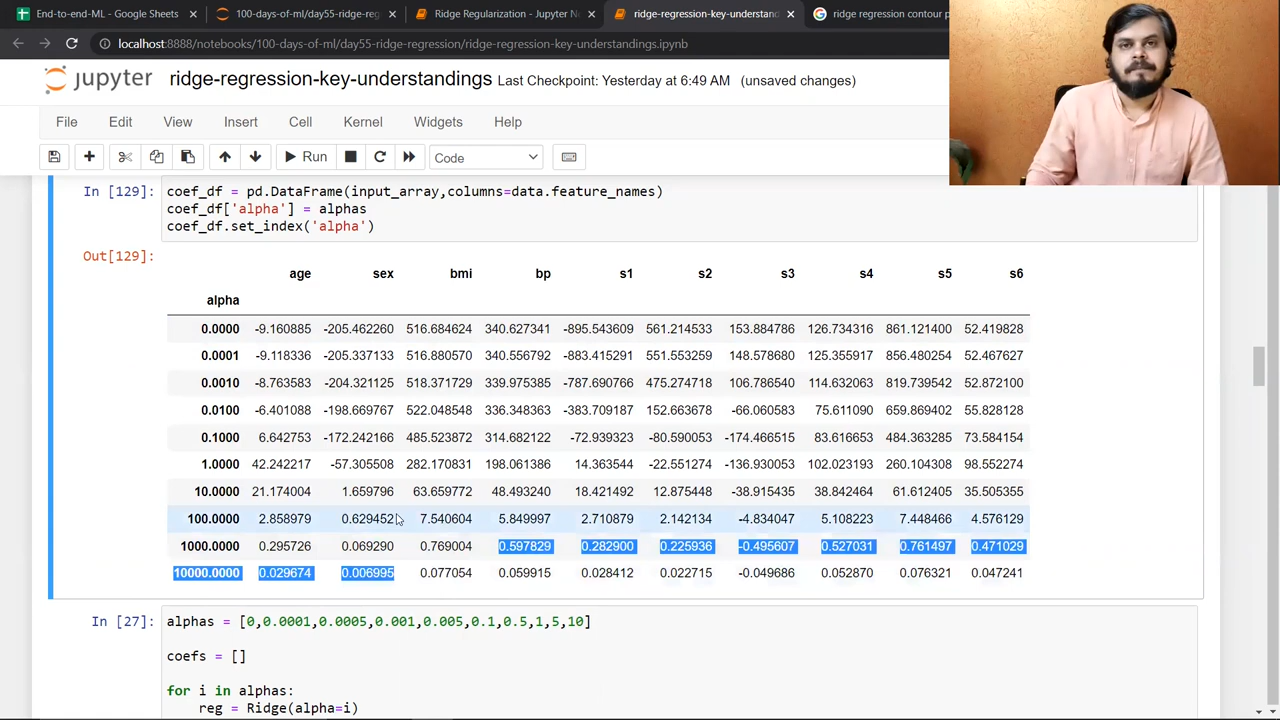 End-to-end-ML - Google Sheets
100-days-of-ml/day55-ridge-reg
Ridge Regularization - Jupyter N
ridge-regression-key-understand
ridge regression contour p
localhost:8888/notebooks/100-days-of-ml/day55-ridge-regression/ridge-regression-key-understandings.ipynb
jupyter ridge-regression-key-understandings Last Checkpoint: Yesterday at 6:49 AM (unsaved changes)
File Edit View Insert Cell Kernel Widgets Help
Run Code
In [129]: coef_df = pd.DataFrame(input_array,columns=data.feature_names)
coef_df['alpha'] = alphas
coef_df.set_index('alpha')
Out[129]:
age sex bmi bp s1 s2 s3 s4 s5 s6
alpha
0.0000 -9.160885 -205.462260 516.684624 340.627341 -895.543609 561.214533 153.884786 126.734316 861.121400 52.419828
0.0001 -9.118336 -205.337133 516.880570 340.556792 -883.415291 551.553259 148.578680 125.355917 856.480254 52.467627
0.0010 -8.763583 -204.321125 518.371729 339.975385 -787.690766 475.274718 106.786540 114.632063 819.739542 52.872100
0.0100 -6.401088 -198.669767 522.048548 336.348363 -383.709187 152.663678 -66.060583 75.611090 659.869402 55.828128
0.1000 6.642753 -172.242166 485.523872 314.682122 -72.939323 -80.590053 -174.466515 83.616653 484.363285 73.584154
1.0000 42.242217 -57.305508 282.170831 198.061386 14.363544 -22.551274 -136.930053 102.023193 260.104308 98.552274
10.0000 21.174004 1.659796 63.659772 48.493240 18.421492 12.875448 -38.915435 38.842464 61.612405 35.505355
100.0000 2.858979 0.629452 7.540604 5.849997 2.710879 2.142134 -4.834047 5.108223 7.448466 4.576129
1000.0000 0.295726 0.069290 0.769004 0.597829 0.282900 0.225936 -0.495607 0.527031 0.761497 0.471029
10000.0000 0.029674 0.006995 0.077054 0.059915 0.028412 0.022715 -0.049686 0.052870 0.076321 0.047241
In [27]: alphas = [0,0.0001,0.0005,0.001,0.005,0.1,0.5,1,5,10]
coefs = []
for i in alphas:
reg = Ridge(alpha=i)